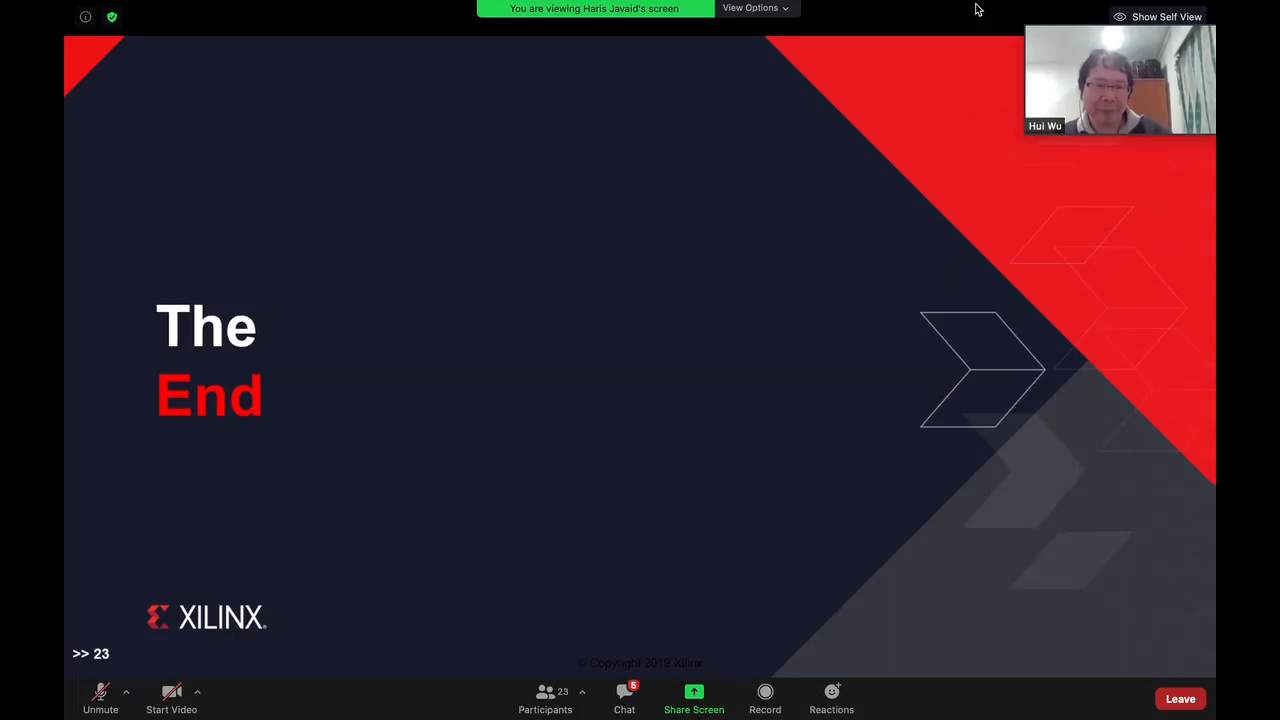 You are viewing Haris Javaid's screen
View Options
Show Self View
Hui Wu
The
End
XILINX.
>> 23
© Copyright 2019 Xilinx
Unmute
Start Video
23
Participants
5
Chat
Share Screen
Record
Reactions
Leave